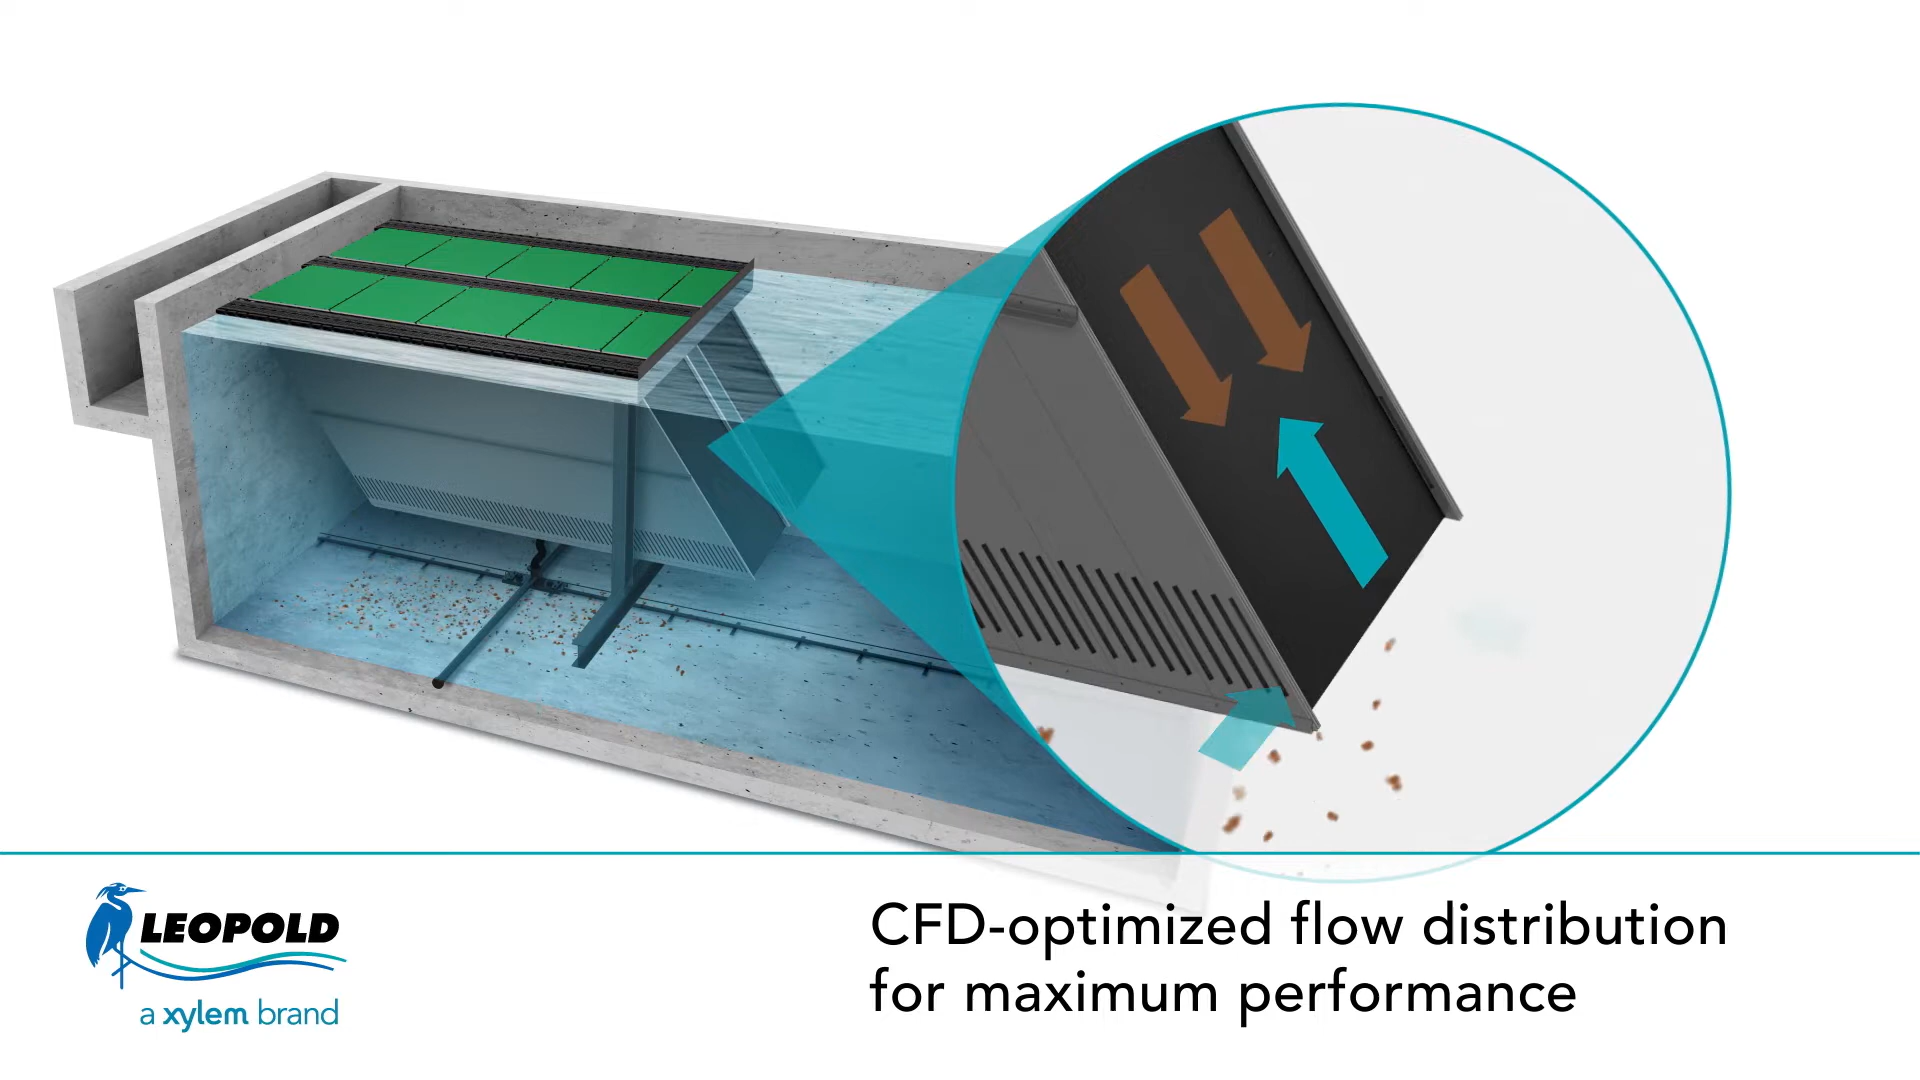 LEOPOLD
a xylem brand
CFD-optimized flow distribution
for maximum performance